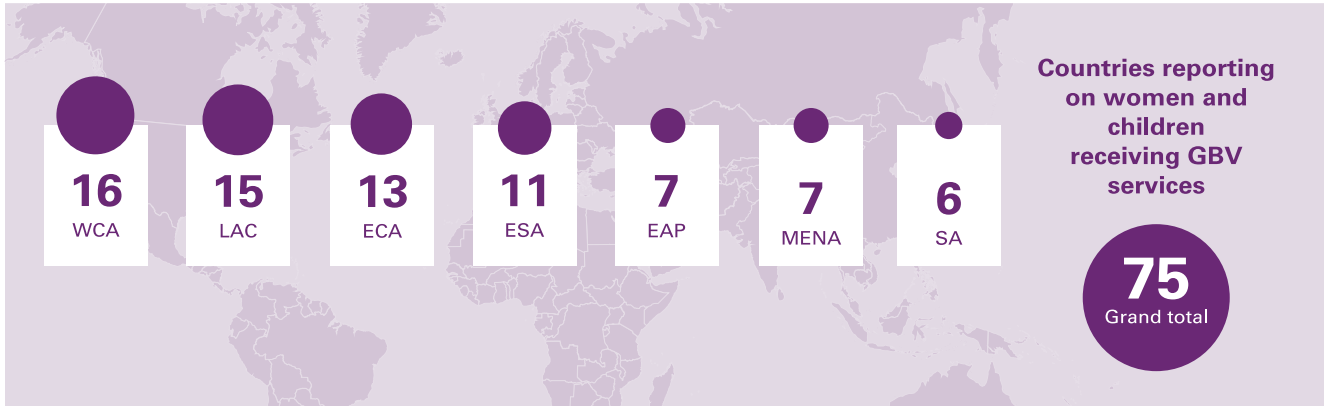 16
WCA
15
LAC
13
ECA
11
ESA
7
EAP
7
MENA
6
SA
Countries reporting
on women and
children
receiving GBV
services
75
Grand total